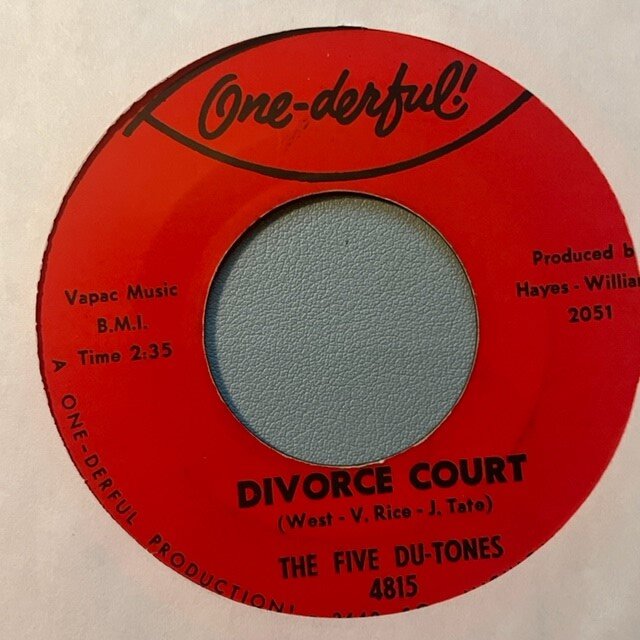 One-derful!
Vapac Music
B.M.I.
Time 2:35
Produced b
Hayes - William
2051
DIVORCE COURT
(West - V. Rice - J. Tate)
THE FIVE DU-TONES
4815
A ONE-DERFUL PRODUCTION!